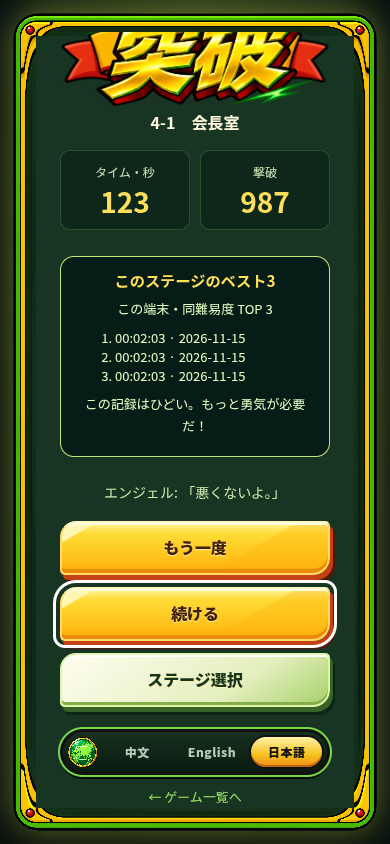 突破
4-1 会長室
タイム・秒
撃破
123
987
このステージのベスト3
この端末・同難易度 TOP 3
1. 00:02:03 · 2026-11-15
2. 00:02:03 · 2026-11-15
3. 00:02:03 · 2026-11-15
この記録はひどい。もっと勇気が必要
だ！
エンジェル: 「悪くないよ。」
もう一度
続ける
ステージ選択
中文 English 日本語
← ゲーム一覧へ